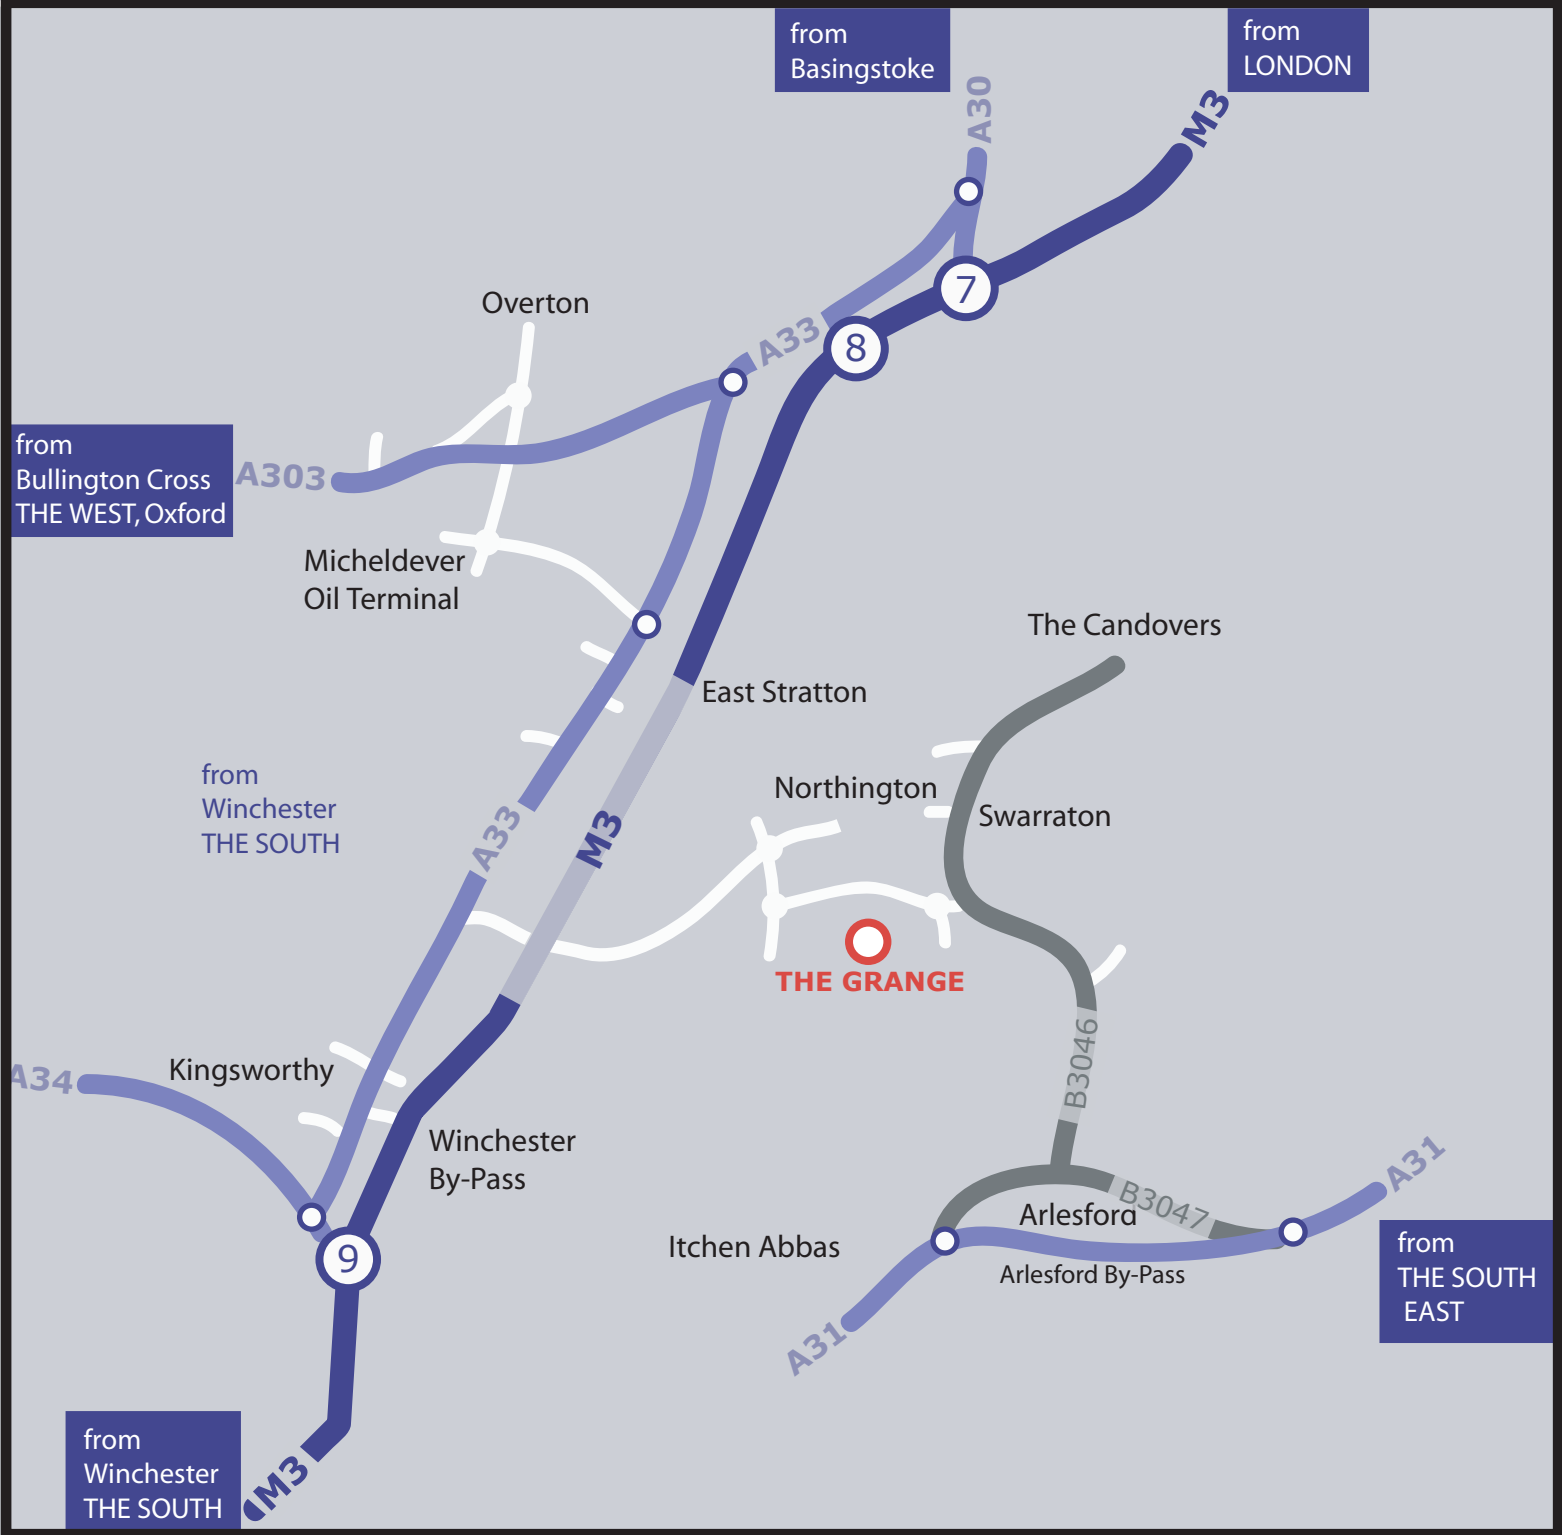 from
Basingstoke
from
LONDON
A30
M3
7
Overton
A33
8
from
Bullington Cross
THE WEST, Oxford
A303
Micheldever
Oil Terminal
The Candovers
East Stratton
from
Winchester
THE SOUTH
A33
M3
Northington
Swarraton
THE GRANGE
B3046
A34
Kingsworthy
Winchester
By-Pass
9
Itchen Abbas
Arlesford
B3047
A31
Arlesford By-Pass
from
THE SOUTH
EAST
A31
from
Winchester
THE SOUTH
M3